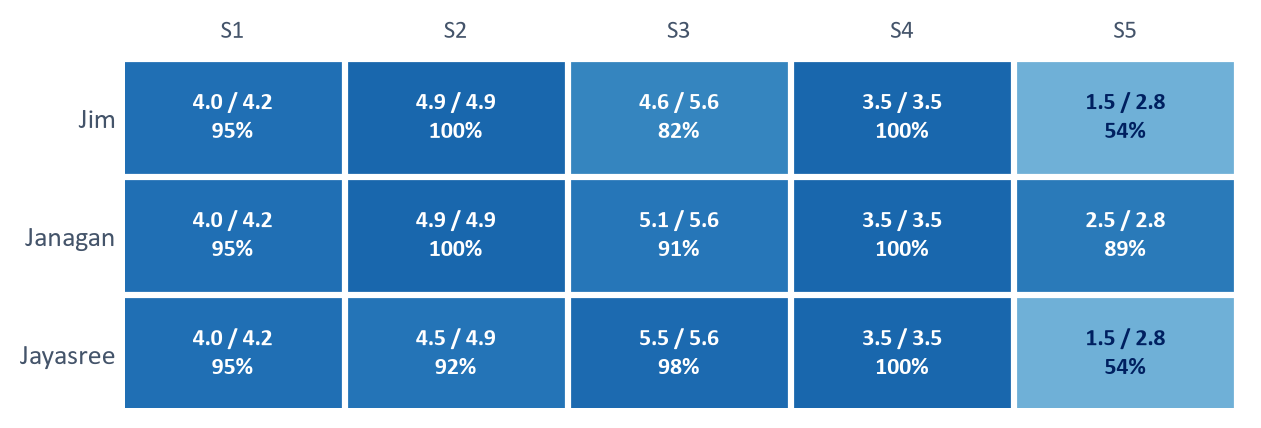 S1 S2 S3 S4 S5
Jim
4.0 / 4.2 4.9 / 4.9 4.6 / 5.6 3.5 / 3.5 1.5 / 2.8
95% 100% 82% 100% 54%
Janagan
4.0 / 4.2 4.9 / 4.9 5.1 / 5.6 3.5 / 3.5 2.5 / 2.8
95% 100% 91% 100% 89%
Jayasree
4.0 / 4.2 4.5 / 4.9 5.5 / 5.6 3.5 / 3.5 1.5 / 2.8
95% 92% 98% 100% 54%